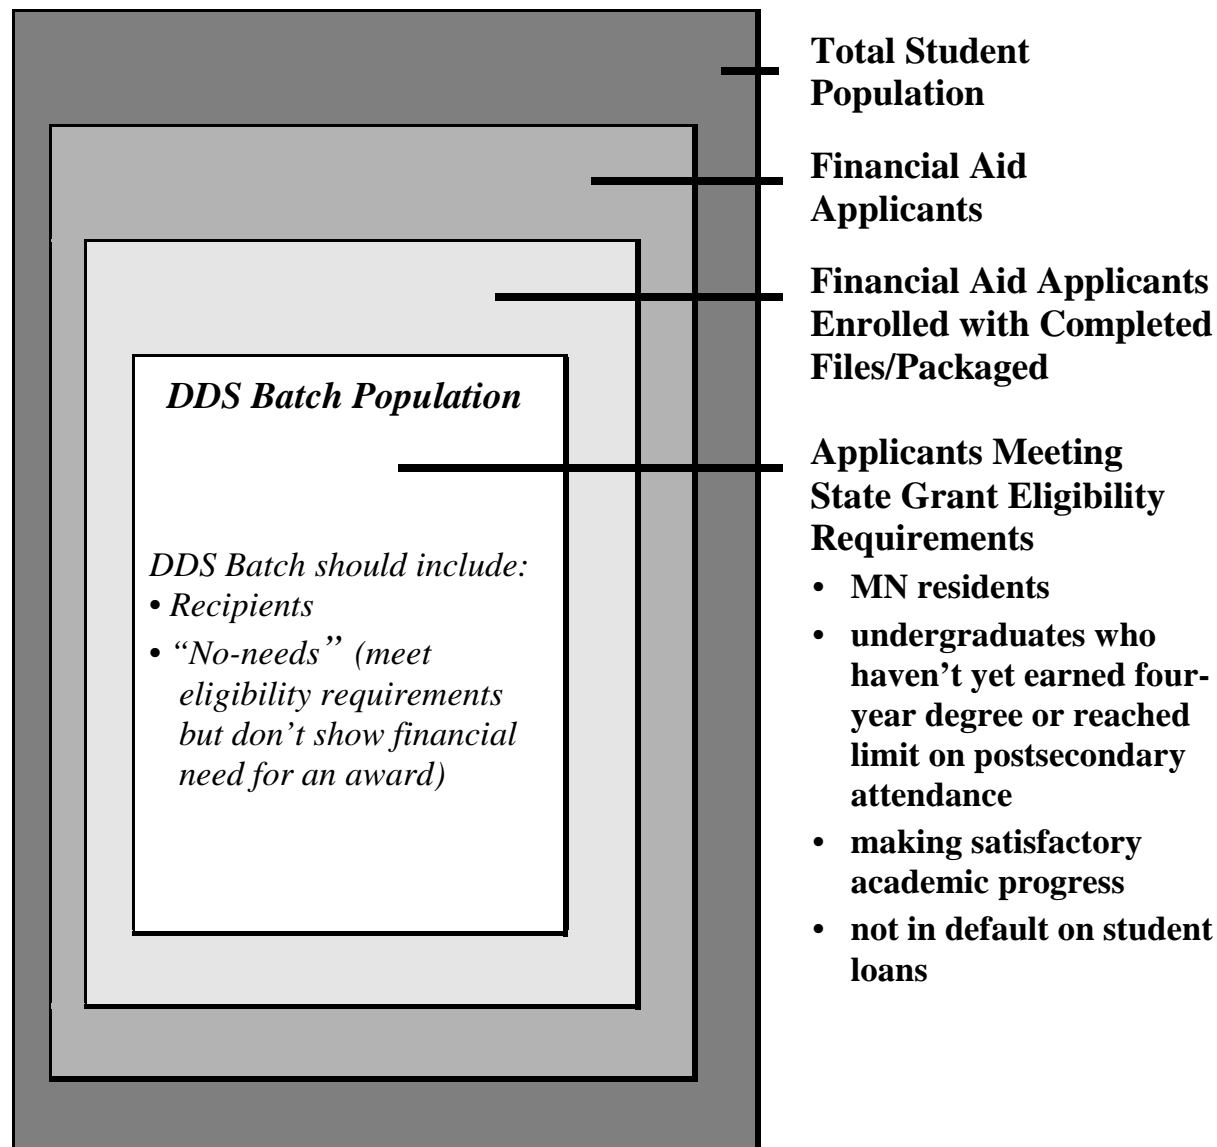 Total Student
Population
Financial Aid
Applicants
Financial Aid Applicants
Enrolled with Completed
Files/Packaged
DDS Batch Population
DDS Batch should include:
• Recipients
• “No-needs” (meet
eligibility requirements
but don’t show financial
need for an award)
Applicants Meeting
State Grant Eligibility
Requirements
• MN residents
• undergraduates who
haven’t yet earned four-
year degree or reached
limit on postsecondary
attendance
• making satisfactory
academic progress
• not in default on student
loans